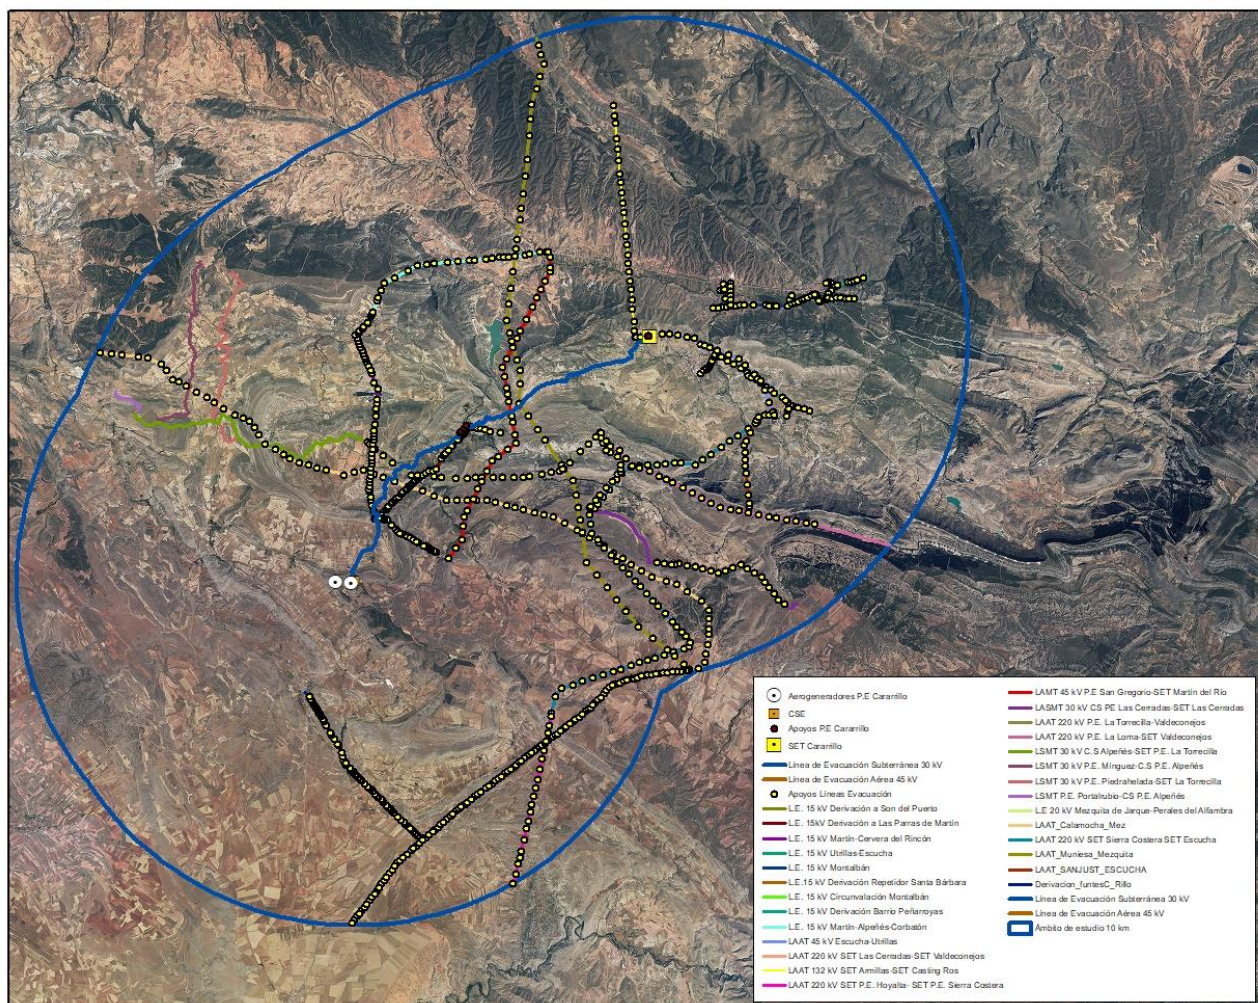 Aerogeneradores P.E Cararrillo
CSE
Apoyos P.E Cararrillo
SET Cararrillo
Línea de Evacuación Subterránea 30 kV
Línea de Evacuación Aérea 45 kV
Apoyos Líneas Evacuación
L.E. 15 kV Derivación a Son del Puerto
L.E. 15kV Derivación a Las Parras de Martín
L.E. 15 kV Martín-Cervera del Rincón
L.E. 15 kV Utrillas-Escucha
L.E. 15 kV Montalbán
L.E.15 kV Derivación Repetidor Santa Bárbara
L.E. 15 kV Circunvalación Montalbán
L.E. 15 kV Derivación Barrio Peñarroyas
L.E. 15 kV Martín-Alpeñés-Corbatón
LAAT 45 kV Escucha-Utrillas
LAAT 220 kV SET Las Cerradas-SET Valdeconejos
LAAT 132 kV SET Armillas-SET Casting Ros
LAAT 220 kV SET P.E. Hoyalta- SET P.E. Sierra Costera
LAMT 45 kV P.E San Gregorio-SET Martín del Río
LASMT 30 kV CS PE Las Cerradas-SET Las Cerradas
LAAT 220 kV P.E. La Torrecilla-Valdeconejos
LAAT 220 kV P.E. La Loma-SET Valdeconejos
LSMT 30 kV C.S Alpeñés-SET P.E. La Torrecilla
LSMT 30 kV P.E. Mínguez-C.S P.E. Alpeñés
LSMT 30 kV P.E. Piedrahelada-SET La Torrecilla
LSMT P.E. Portalrubio-CS P.E. Alpeñés
L.E 20 kV Mezquita de Jarque-Perales del Alfambra
LAAT_Calamocha_Mez
LAAT 220 kV SET Sierra Costera SET Escucha
LAAT_Muniesa_Mezquita
LAAT_SANJUST_ESCUCHA
Derivacion_funtesC_Rillo
Línea de Evacuación Subterránea 30 kV
Línea de Evacuación Aérea 45 kV
Ámbito de estudio 10 km